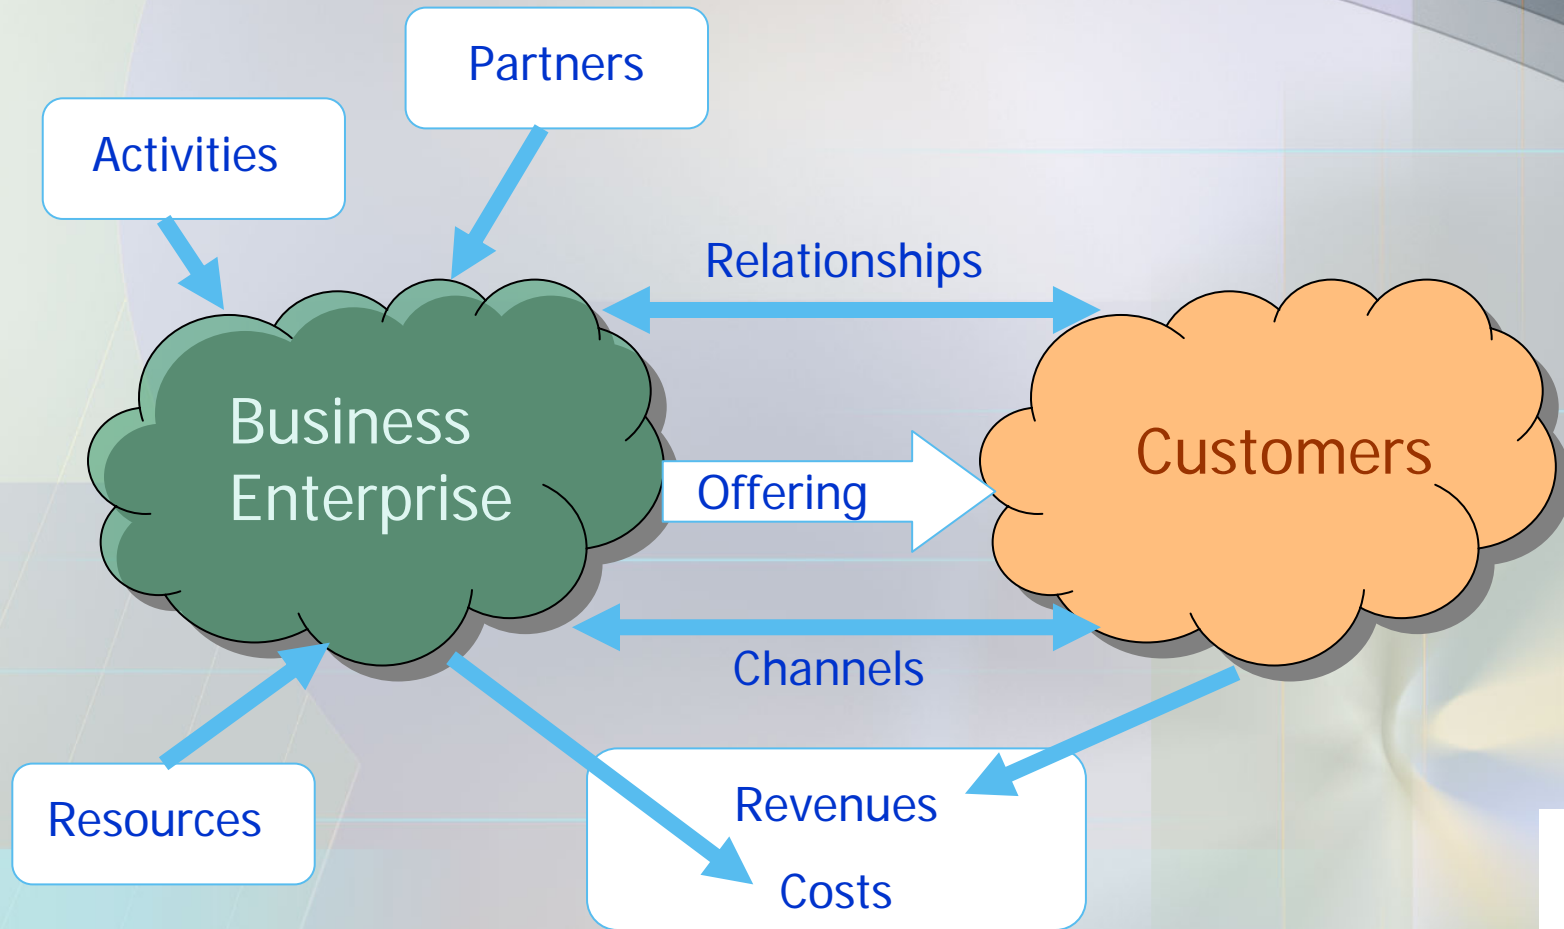 Partners
Activities
Relationships
Business
Enterprise
Customers
Offering
Channels
Resources
Revenues
Costs